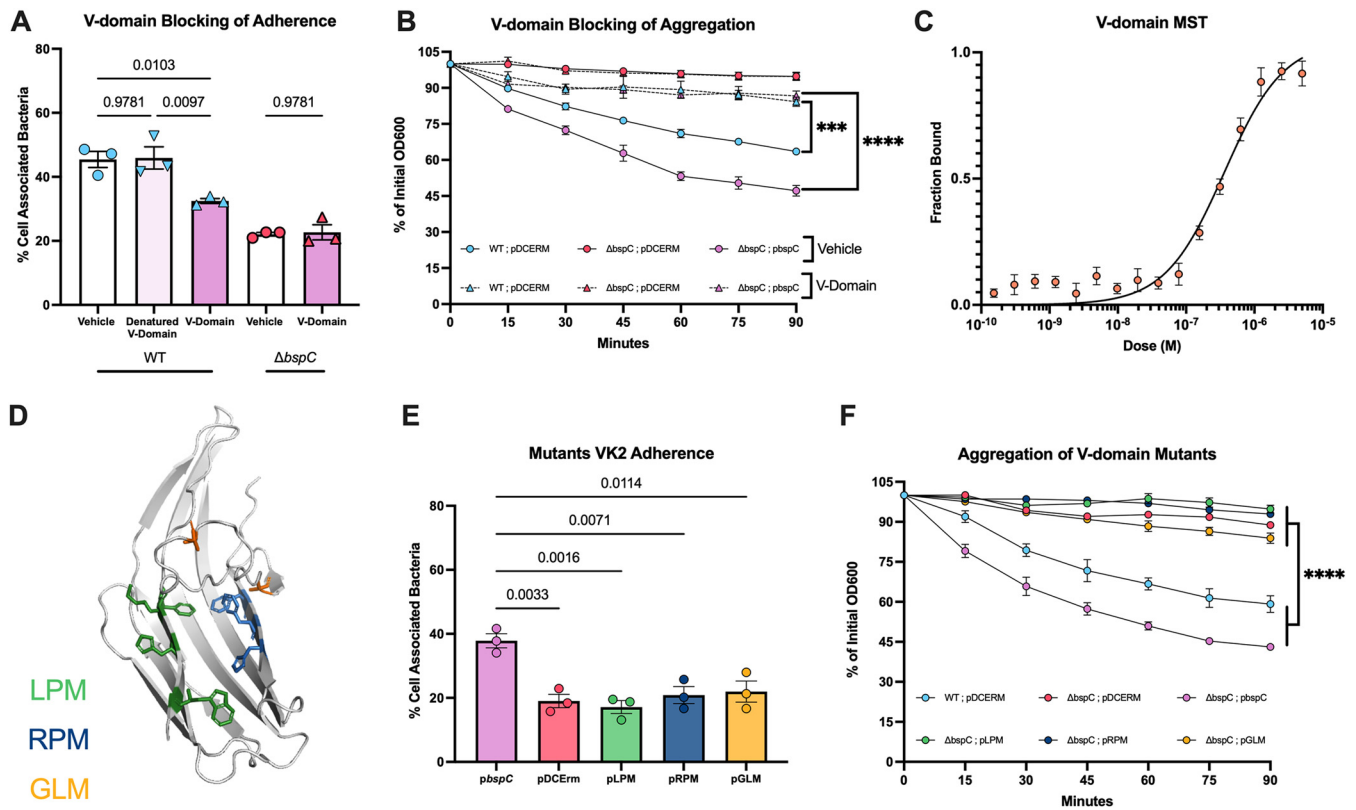 A
V-domain Blocking of Adherence
% Cell Associated Bacteria
80
60
40
20
0
0.0103
0.9781
0.0097
0.9781
Vehicle
Denatured
V-Domain
V-Domain
Vehicle
V-Domain
WT
ΔbspC
B
V-domain Blocking of Aggregation
% of Initial OD600
105
90
75
60
45
30
15
0
***
****
WT ; pDCERM
ΔbspC ; pDCERM
ΔbspC ; pbspC
Vehicle
WT ; pDCERM
ΔbspC ; pDCERM
ΔbspC ; pbspC
V-Domain
0 15 30 45 60 75 90
Minutes
C
V-domain MST
Fraction Bound
1.0
0.5
0.0
10-10 10-9 10-8 10-7 10-6 10-5
Dose (M)
D
LPM
RPM
GLM
E
Mutants VK2 Adherence
% Cell Associated Bacteria
80
60
40
20
0
0.0114
0.0071
0.0016
0.0033
pbspC
pDCErm
pLPM
pRPM
pGLM
F
Aggregation of V-domain Mutants
% of Initial OD600
105
90
75
60
45
30
15
0
****
WT ; pDCERM
ΔbspC ; pDCERM
ΔbspC ; pbspC
ΔbspC ; pLPM
ΔbspC ; pRPM
ΔbspC ; pGLM
0 15 30 45 60 75 90
Minutes